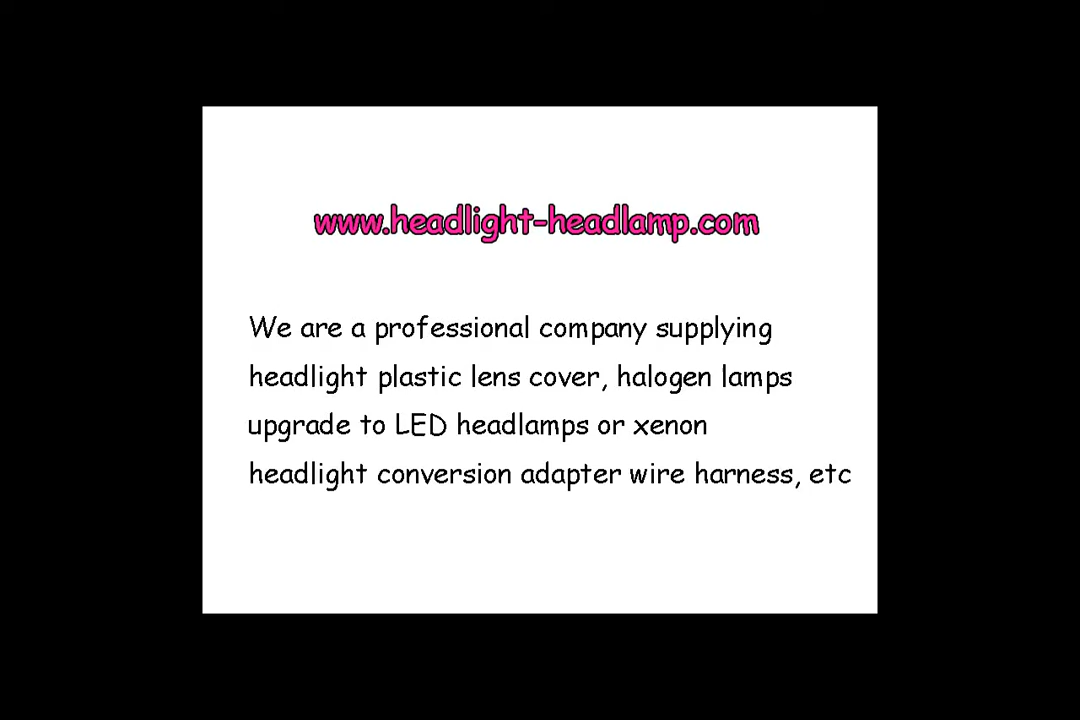 www.headlight-headlamp.com
We are a professional company supplying
headlight plastic lens cover, halogen lamps
upgrade to LED headlamps or xenon
headlight conversion adapter wire harness, etc